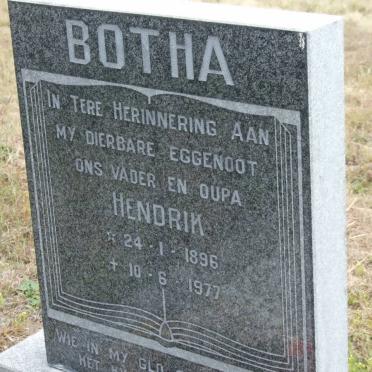 BOTHA
IN TERE HERINNERING AAN
MY DIERBARE EGGENOOT
ONS VADER EN OUPA
HENDRIK
* 24 - 1 - 1896
+ 10 - 6 - 1977
WIE IN MY GLO
HET